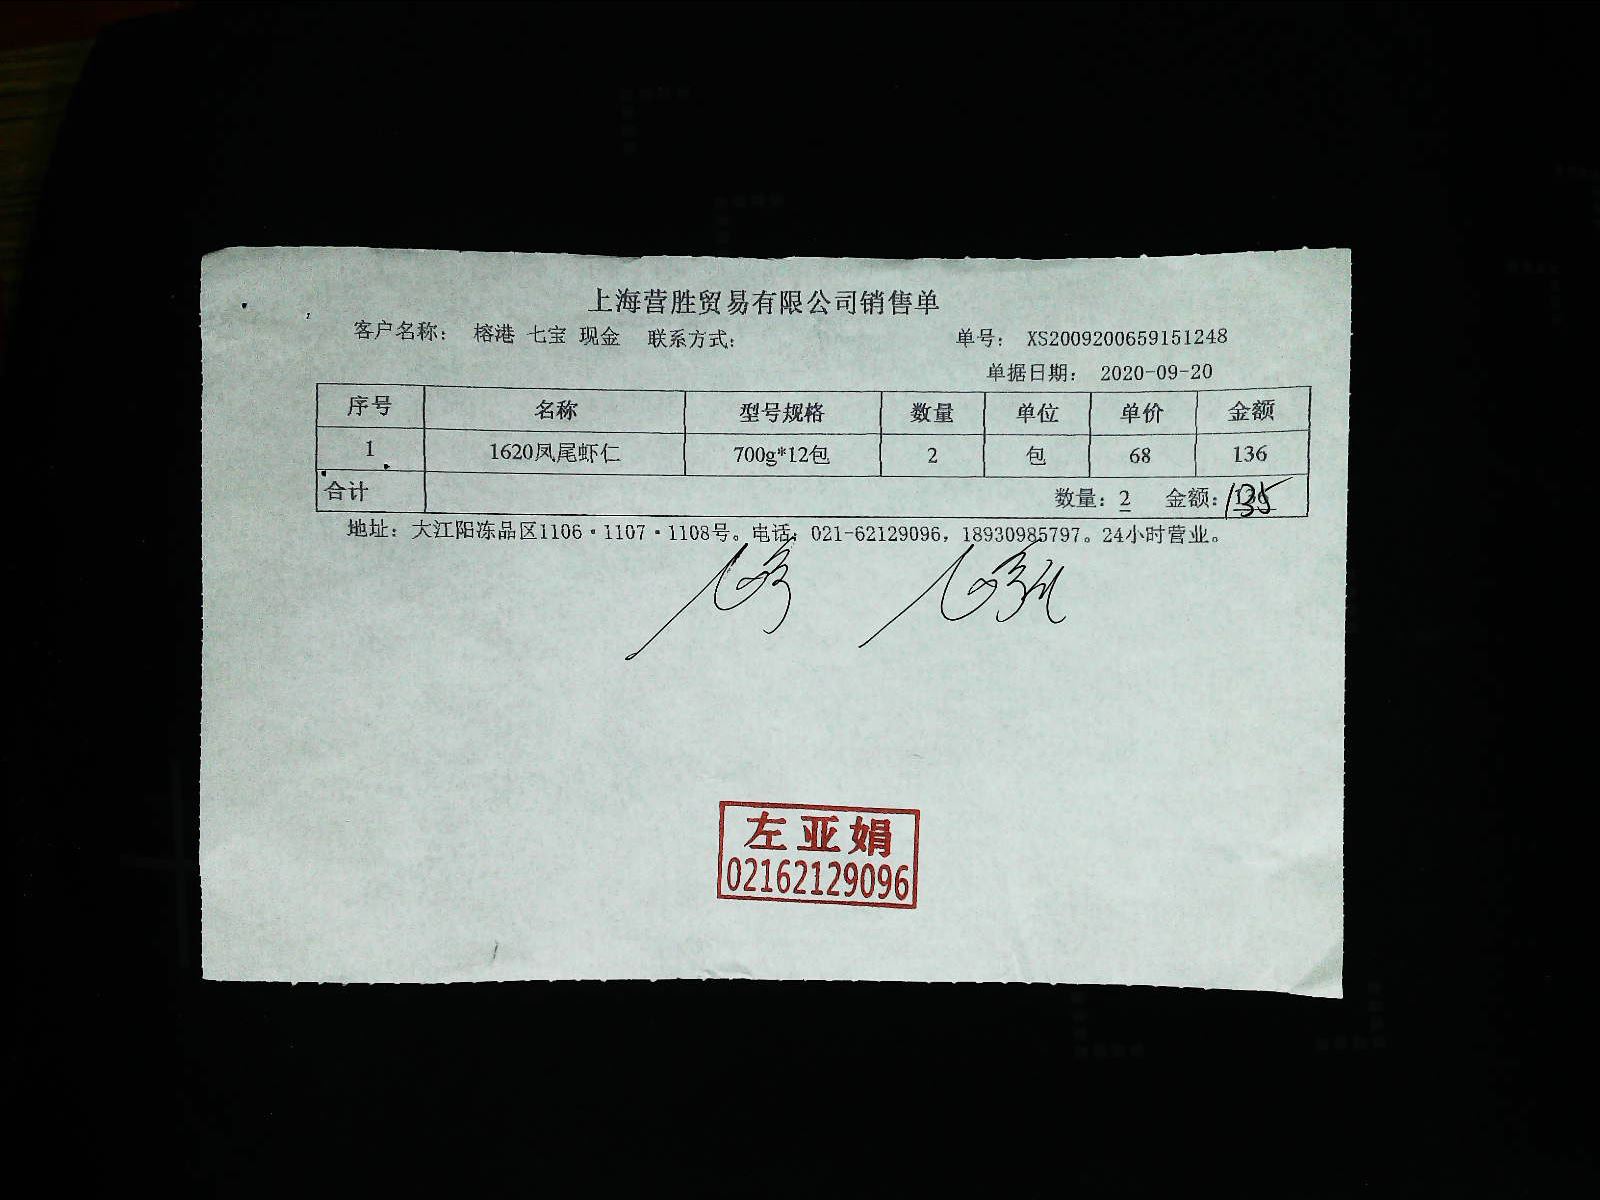 上海营胜贸易有限公司销售单
客户名称： 榕港 七宝 现金 联系方式： 单号： XS2009200659151248
单据日期： 2020-09-20
序号 名称 型号规格 数量 单位 单价 金额
1 1620凤尾虾仁 700g*12包 2 包 68 136
合计 数量：2 金额：135
地址：大江阳冻品区1106·1107·1108号。电话：021-62129096，18930985797。24小时营业。
左亚娟
02162129096